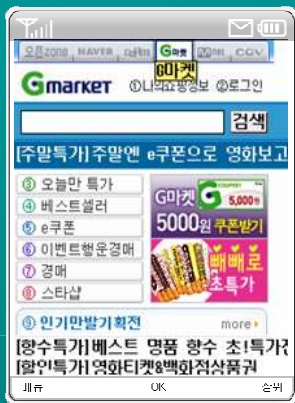 오픈zone NAVER G마켓 CGV
G마켓
Gmarket ①나의쇼핑정보 ②로그인
검색
[주말특가]주말엔 e쿠폰으로 영화보고
③ 오늘만 특가
④ 베스트셀러
⑤ e쿠폰
⑥ 이벤트행운경매
⑦ 경매
⑧ 스타샵
G마켓 G 5,000원
5000원 쿠폰받기
빼빼로
초특가
⑨ 인기만발기획전 more
[향수특가]베스트 명품 향수 초!특가전
[할인특가]영화티켓&백화점상품권
메뉴 OK 상위